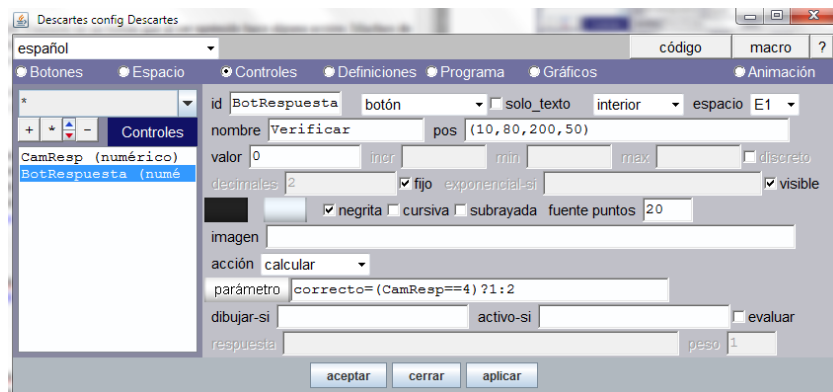 Descartes config Descartes
español código macro ?
Botones Espacio Controles Definiciones Programa Gráficos Animación
* id BotRespuesta botón solo_texto interior espacio E1
+ * - Controles nombre Verificar pos (10,80,200,50)
CamResp (numérico) valor 0 incr min max discreto
BotRespuesta (numé decimales 2 fijo exponencial-si visible
negrita cursiva subrayada fuente puntos 20
imagen
acción calcular
parámetro correcto=(CamResp==4)?1:2
dibujar-si activo-si evaluar
respuesta peso 1
aceptar cerrar aplicar